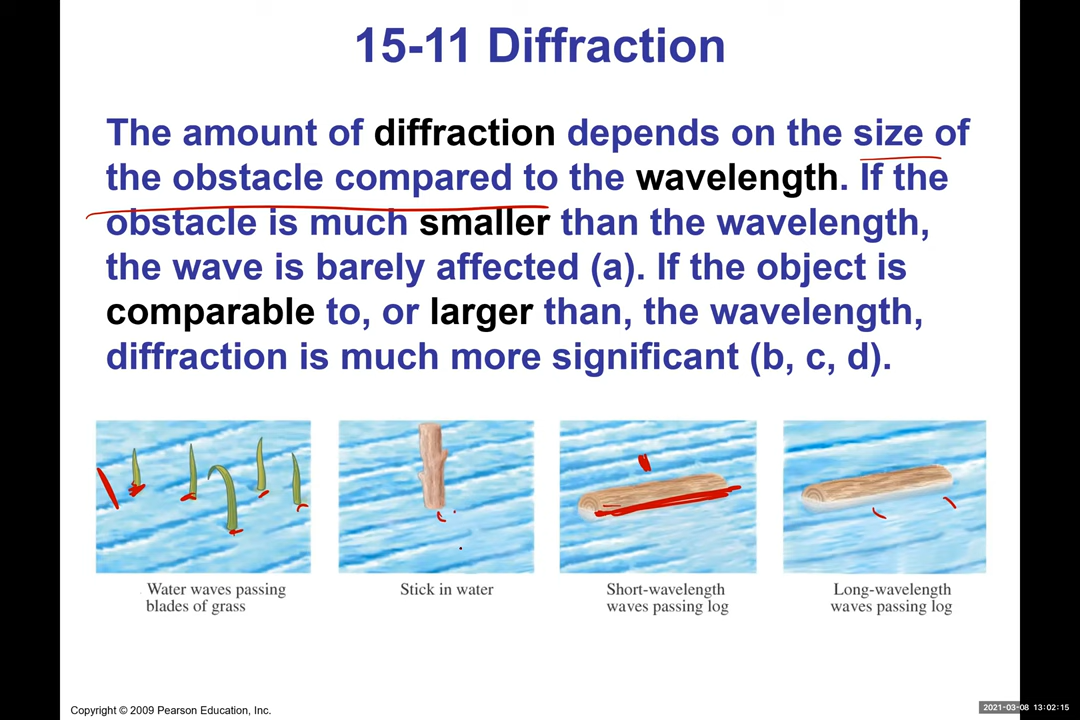 15-11 Diffraction
The amount of diffraction depends on the size of
the obstacle compared to the wavelength. If the
obstacle is much smaller than the wavelength,
the wave is barely affected (a). If the object is
comparable to, or larger than, the wavelength,
diffraction is much more significant (b, c, d).
Water waves passing
blades of grass
Stick in water
Short-wavelength
waves passing log
Long-wavelength
waves passing log
Copyright © 2009 Pearson Education, Inc.
2021-03-08 13:02:15